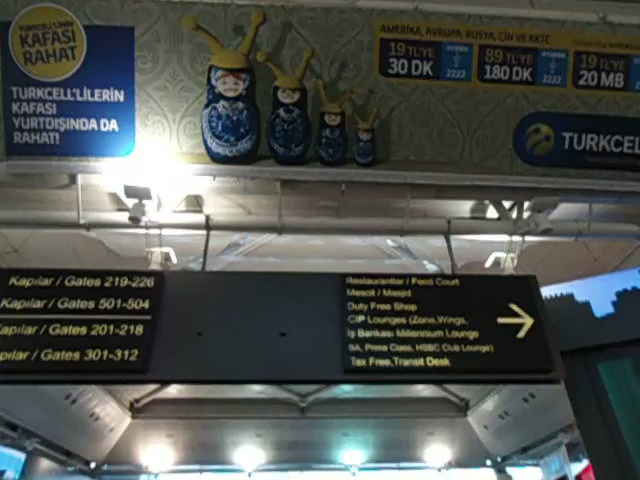 TURKCELL'LİNİN
KAFASI
RAHAT
TURKCELL'LİLERİN
KAFASI
YURTDIŞINDA DA
RAHAT!
AMERİKA, AVRUPA, RUSYA, ÇİN VE KKTC
19 TL'YE
30 DK
2222
89 TL'YE
180 DK
2222
19 TL'YE
20 MB
TURKCELL
Kapılar / Gates 219-226
Kapılar / Gates 501-504
Kapılar / Gates 201-218
Kapılar / Gates 301-312
Restaurantlar / Food Court
Mescit / Masjid
Duty Free Shop
CIP Lounges (Zone,Wings,
İş Bankası Millennium Lounge
Prime Class, HSBC Club Lounge)
Tax Free,Transit Desk